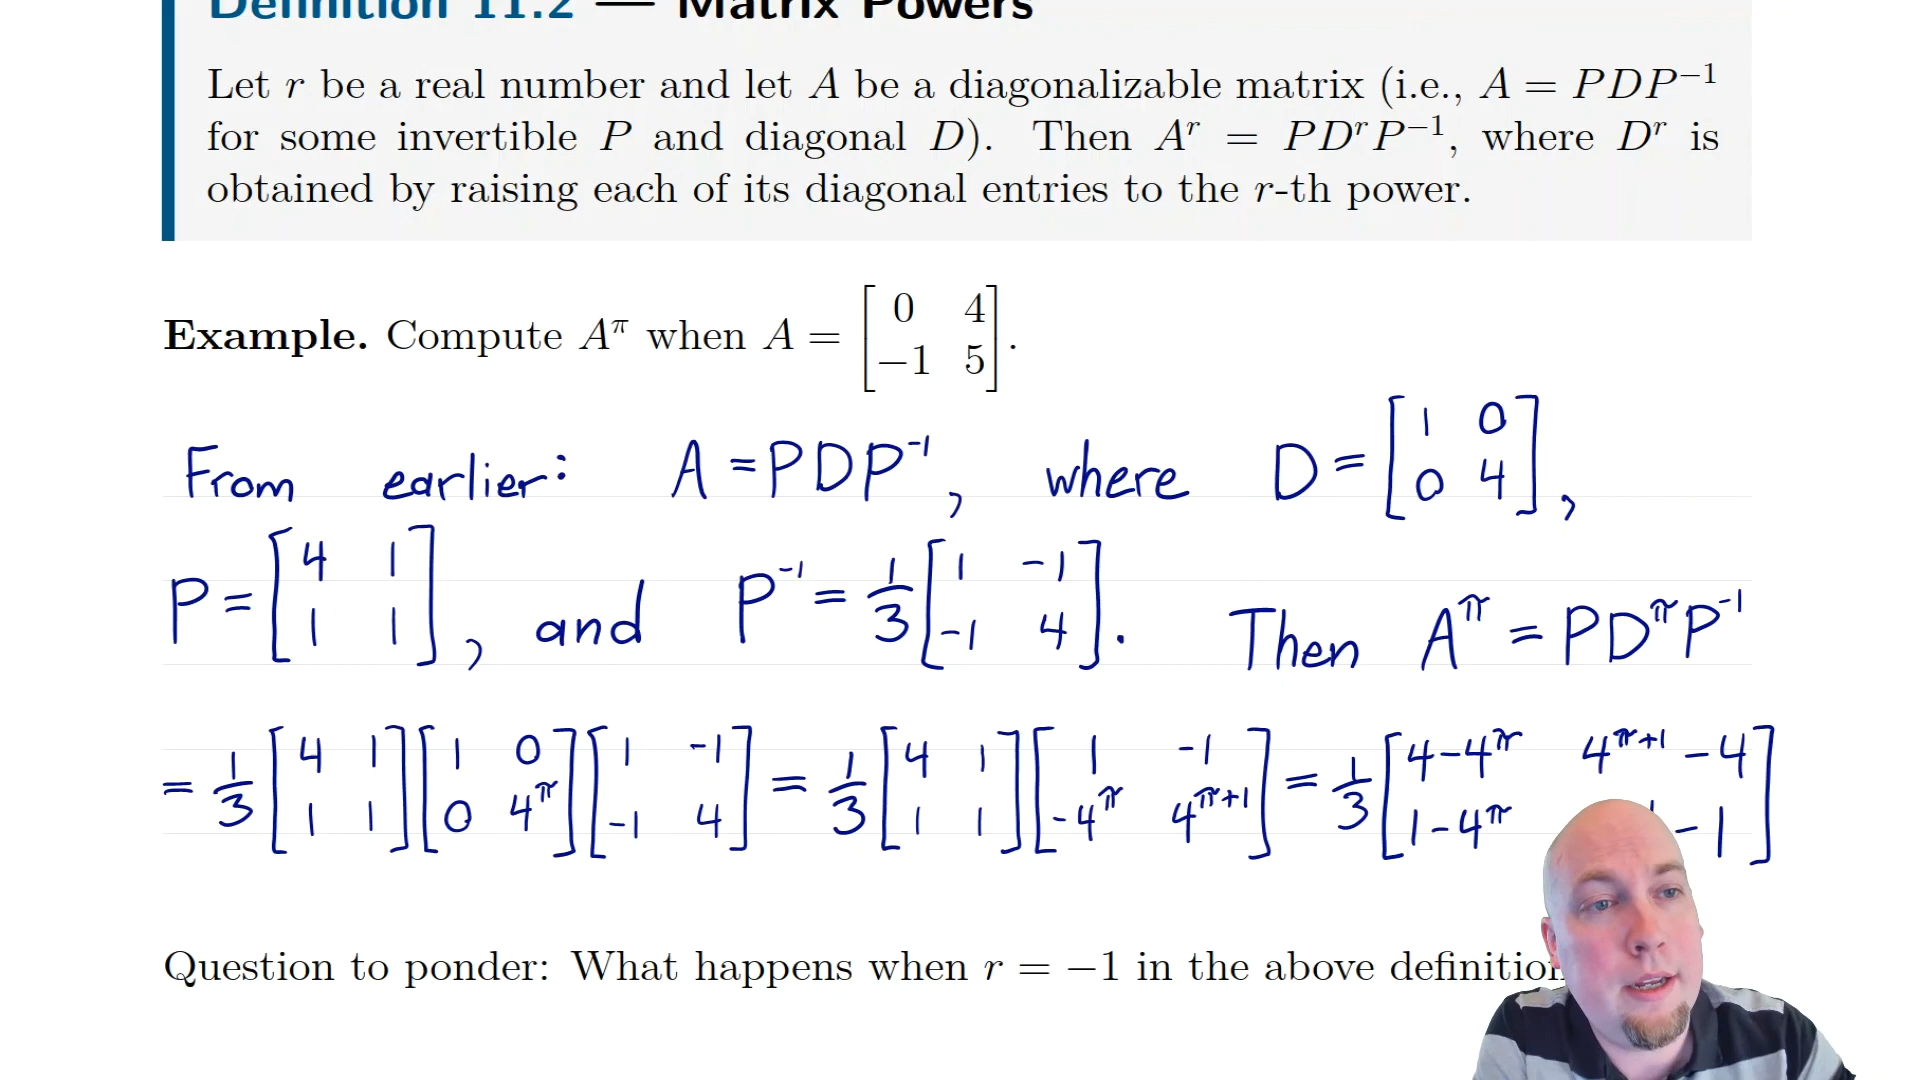 Definition 11.2 — Matrix Powers
Let r be a real number and let A be a diagonalizable matrix (i.e., A = PDP⁻¹
for some invertible P and diagonal D). Then Aʳ = PDʳP⁻¹, where Dʳ is
obtained by raising each of its diagonal entries to the r-th power.
Example. Compute A^π when A = [0 4; −1 5].
From earlier: A = PDP⁻¹, where D = [1 0; 0 4],
P = [4 1; 1 1], and P⁻¹ = 1/3 [1 -1; -1 4]. Then A^π = PD^πP⁻¹
= 1/3 [4 1; 1 1] [1 0; 0 4^π] [1 -1; -1 4] = 1/3 [4 1; 1 1] [1 -1; -4^π 4^(π+1)] = 1/3 [4-4^π 4^(π+1) - 4; 1-4^π - 1]
Question to ponder: What happens when r = −1 in the above